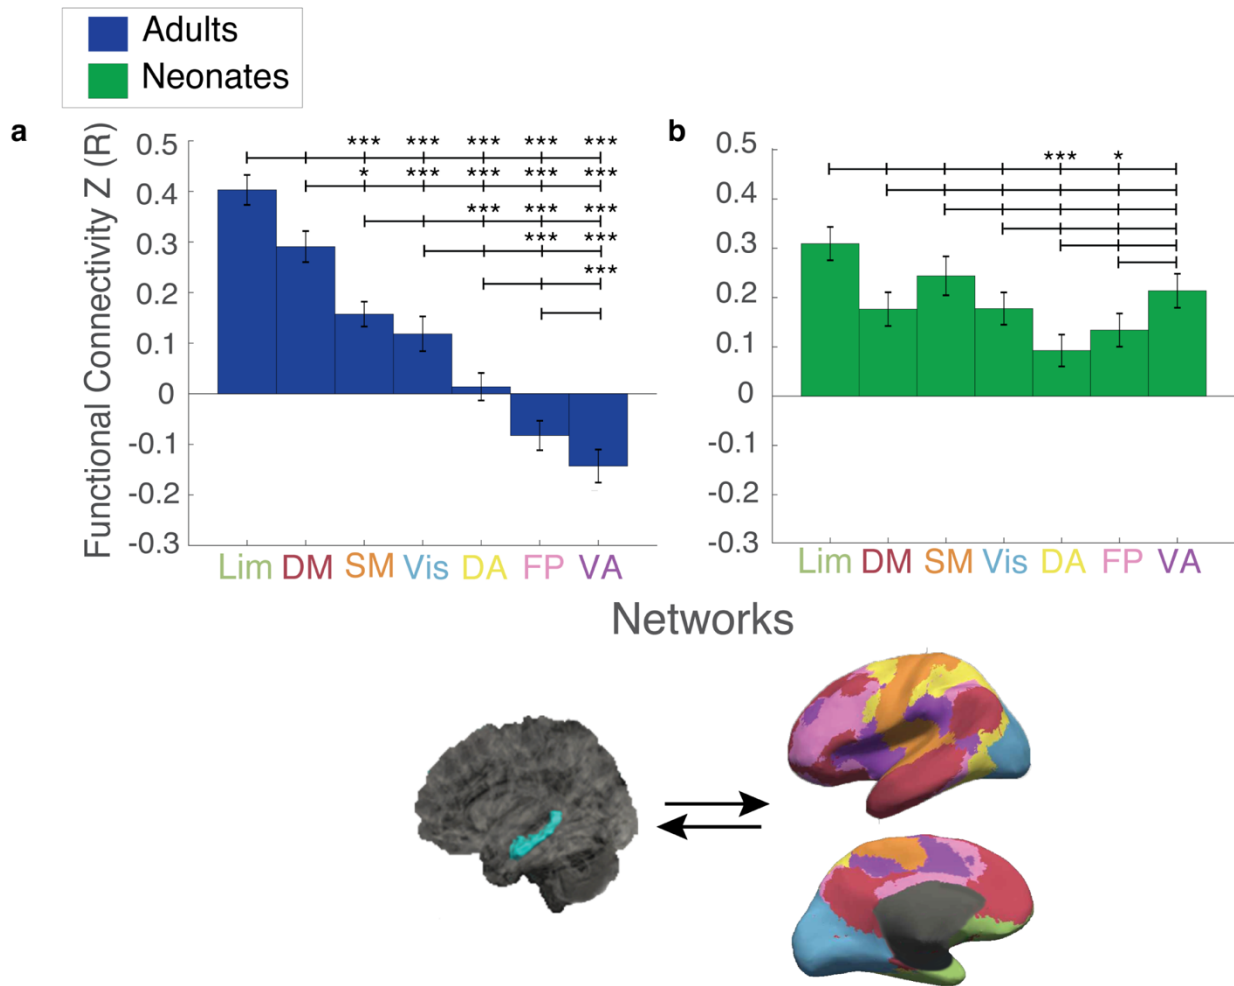 Adults
Neonates
a
Functional Connectivity Z (R)
0.5
0.4
0.3
0.2
0.1
0
-0.1
-0.2
-0.3
*** *** *** *** ***
* *** *** *** ***
*** *** ***
*** ***
***
Lim DM SM Vis DA FP VA
b
0.5
0.4
0.3
0.2
0.1
0
-0.1
-0.2
-0.3
*** *
Lim DM SM Vis DA FP VA
Networks